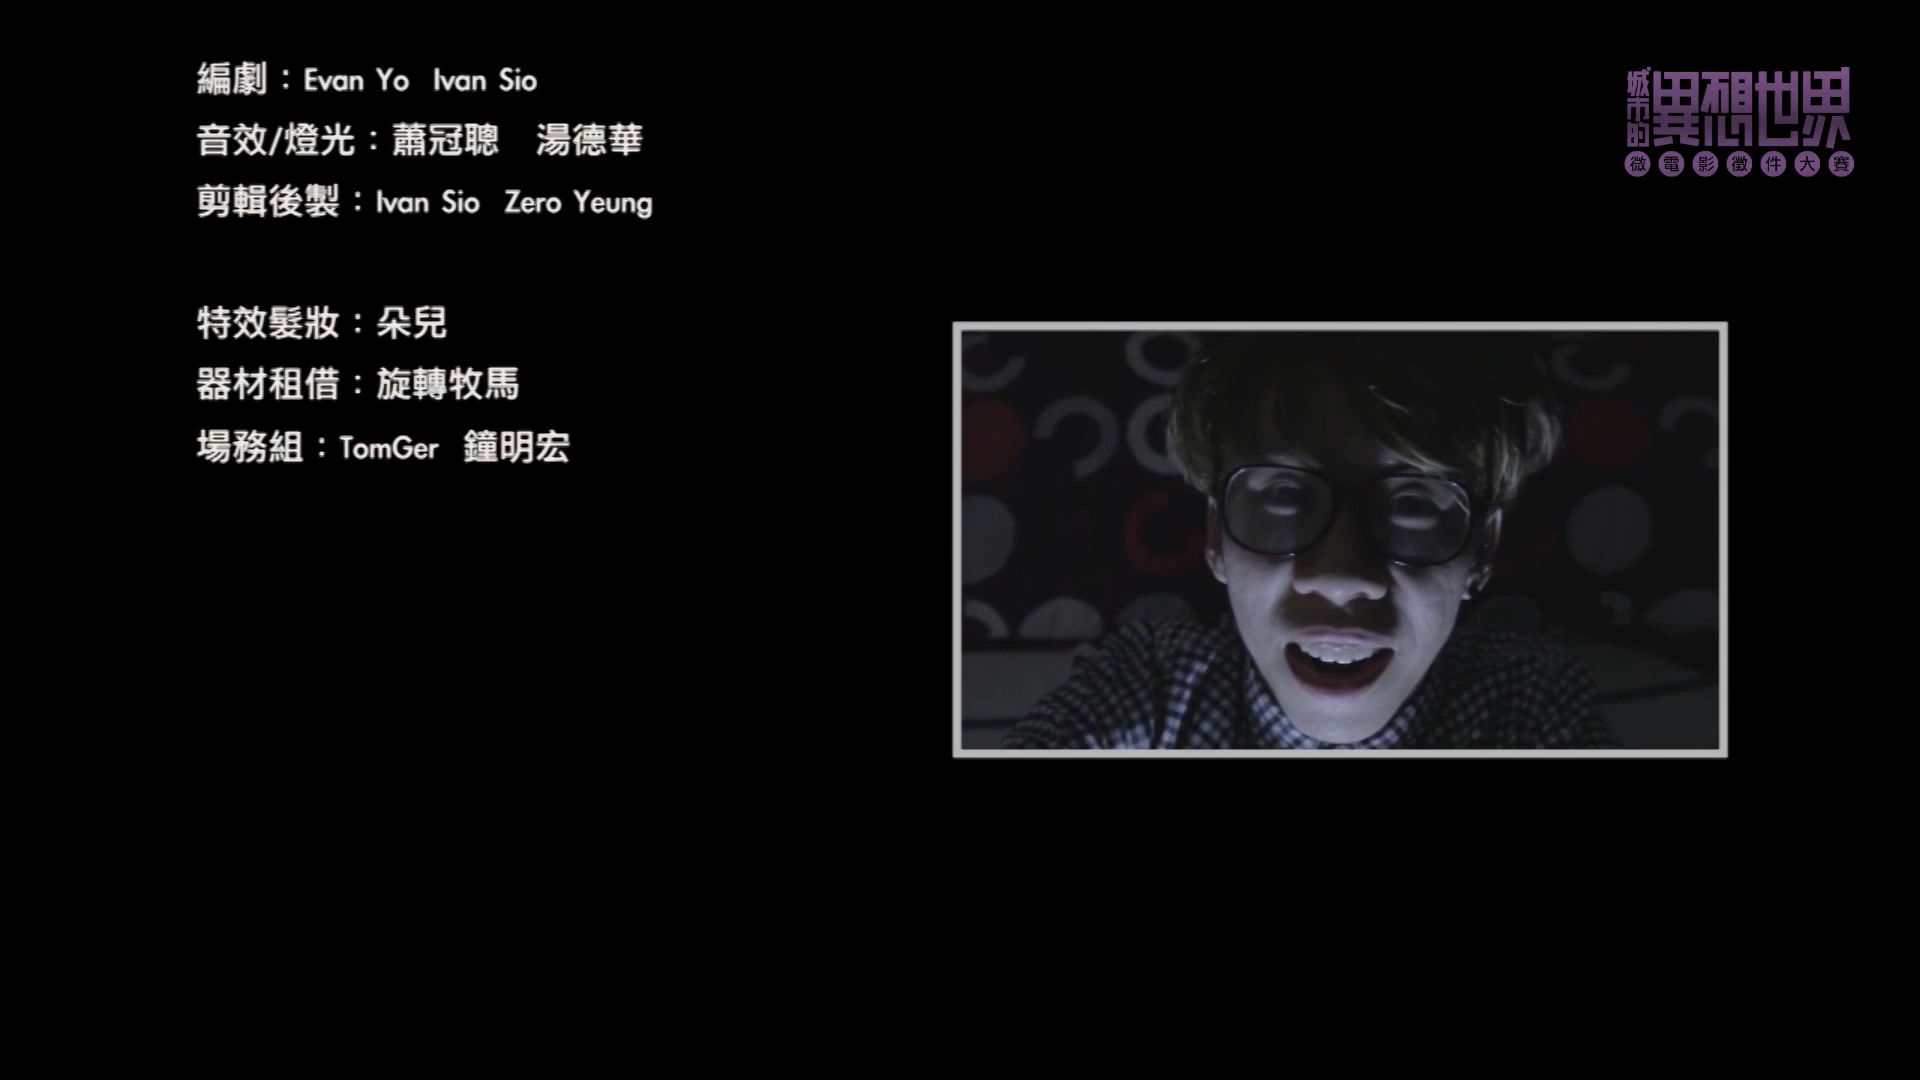 編劇：Evan Yo Ivan Sio
音效/燈光：蕭冠聰 湯德華
剪輯後製：Ivan Sio Zero Yeung
特效髮妝：朵兒
器材租借：旋轉牧馬
場務組：TomGer 鐘明宏
城市的
異想世界
微電影徵件大賽